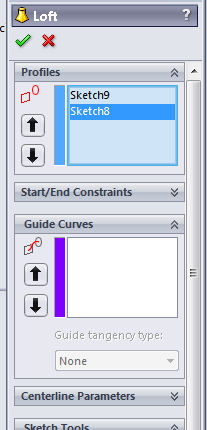 Loft ?
Profiles
Sketch9
Sketch8
Start/End Constraints
Guide Curves
Guide tangency type:
None
Centerline Parameters
Sketch Tools